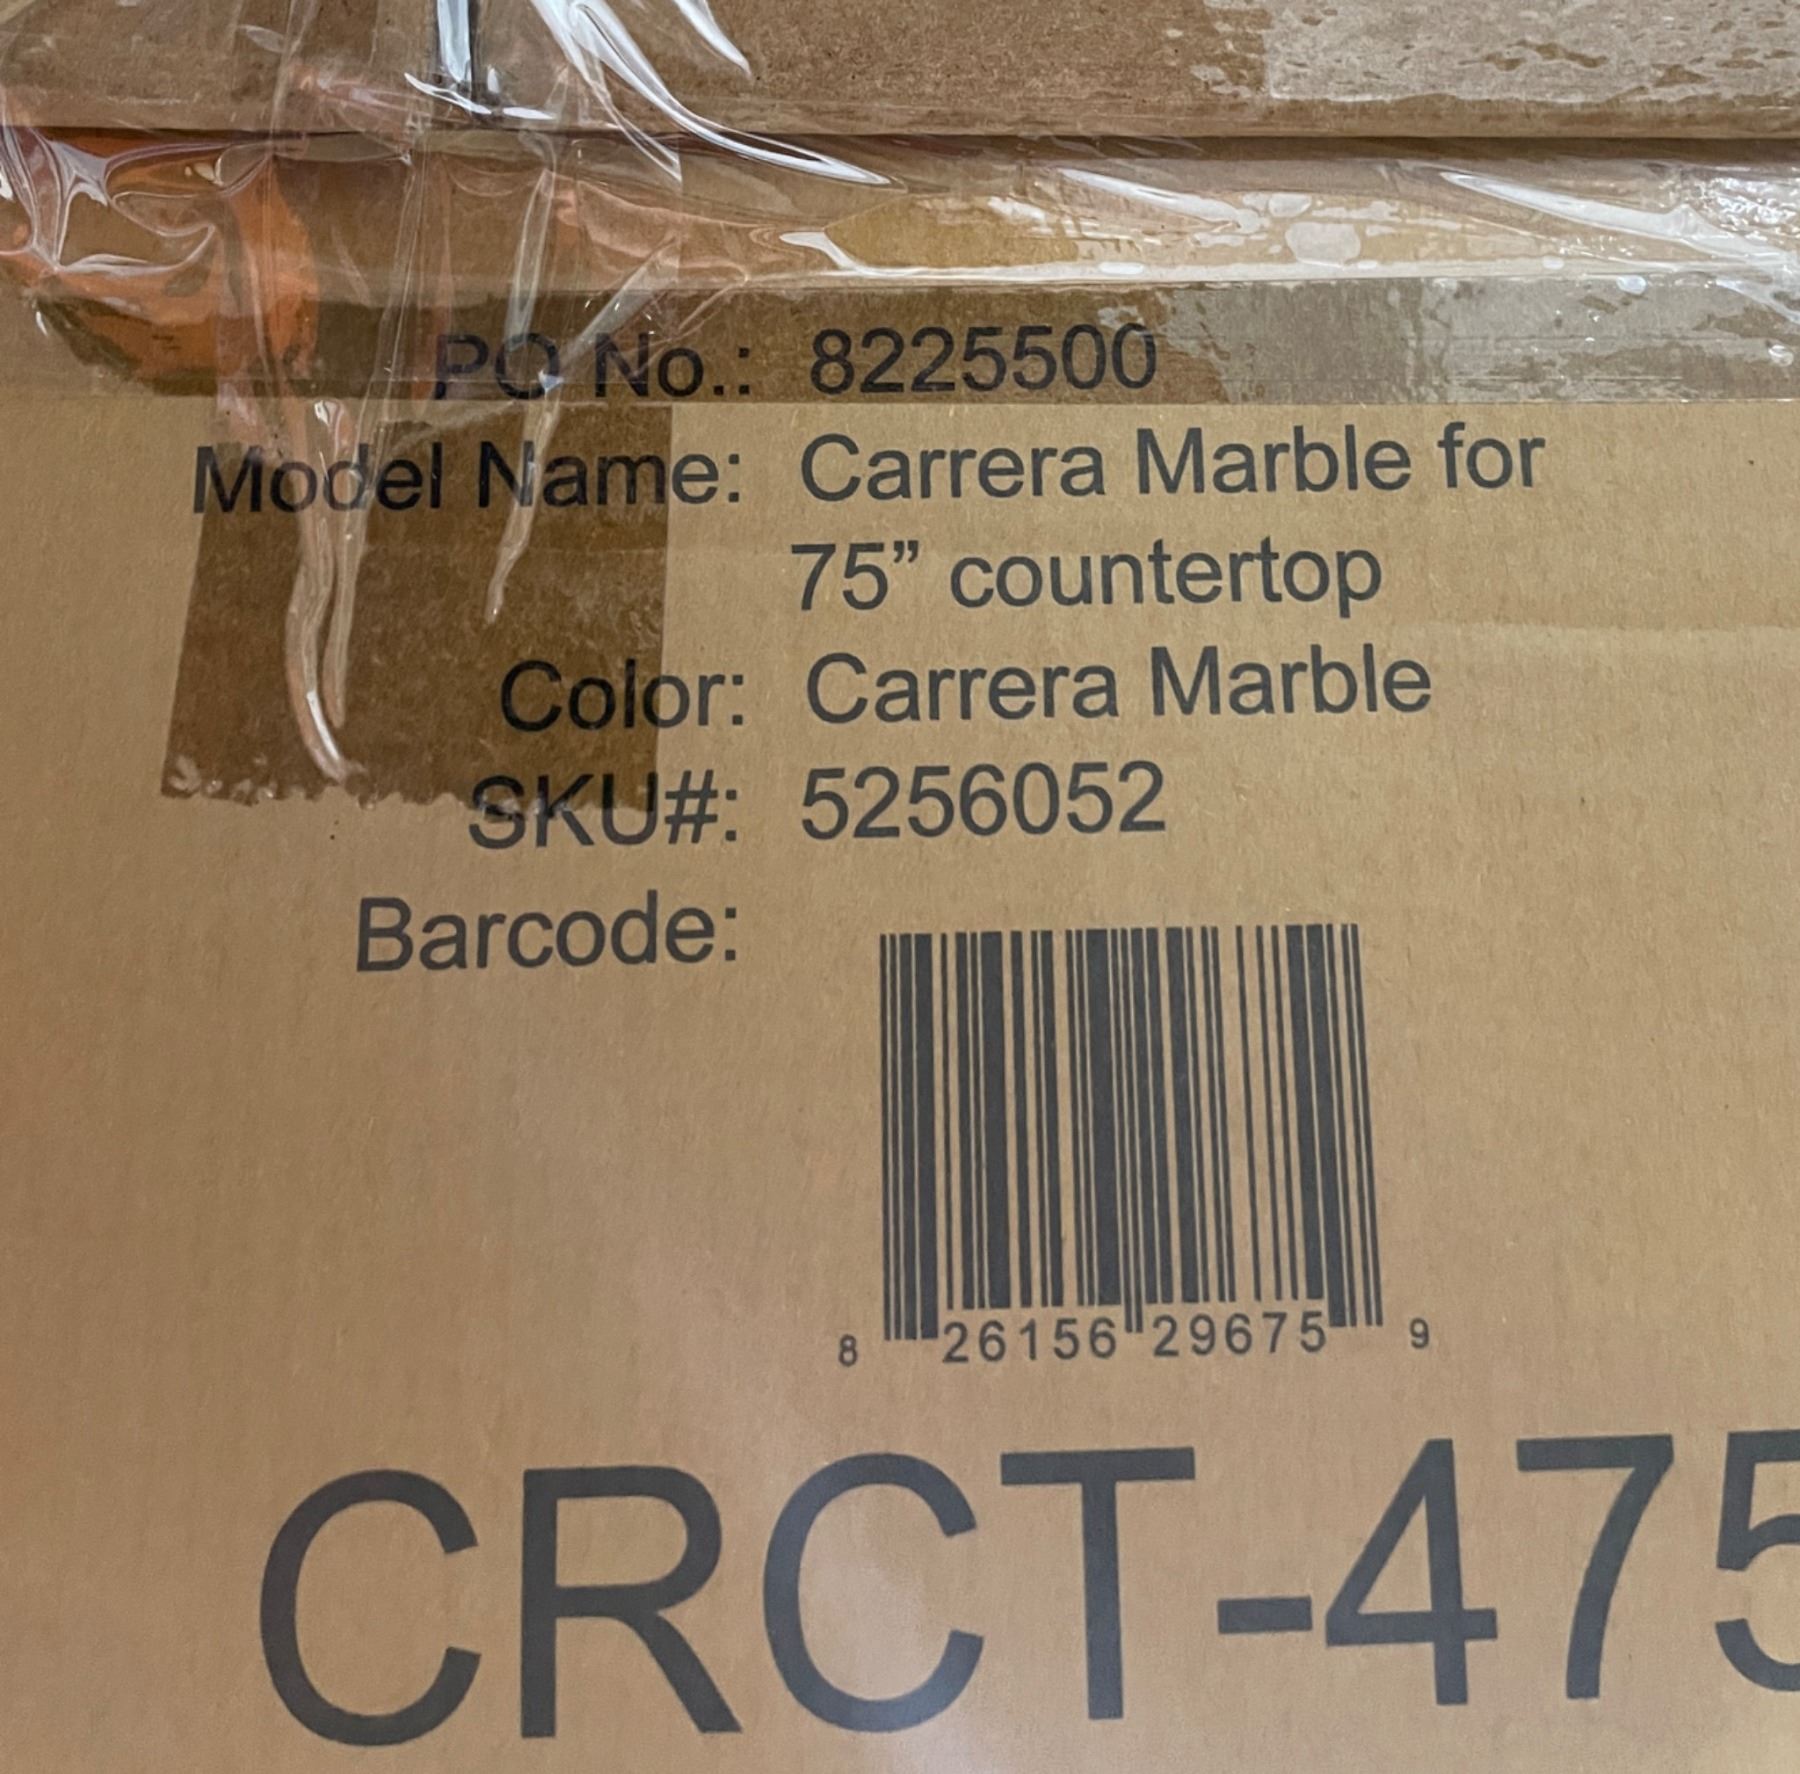 PO No.: 8225500
Model Name: Carrera Marble for
75” countertop
Color: Carrera Marble
SKU#: 5256052
Barcode:
8 26156 29675 9
CRCT-475